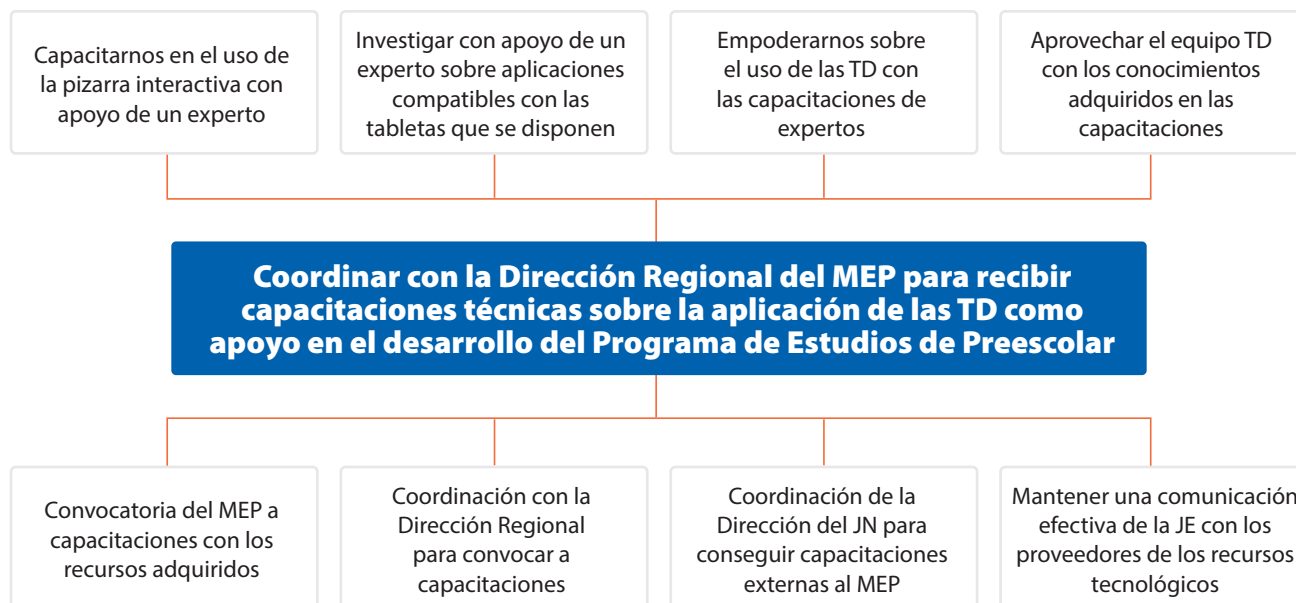 Capacitarnos en el uso de
la pizarra interactiva con
apoyo de un experto
Investigar con apoyo de un
experto sobre aplicaciones
compatibles con las
tabletas que se disponen
Empoderarnos sobre
el uso de las TD con
las capacitaciones de
expertos
Aprovechar el equipo TD
con los conocimientos
adquiridos en las
capacitaciones
Coordinar con la Dirección Regional del MEP para recibir
capacitaciones técnicas sobre la aplicación de las TD como
apoyo en el desarrollo del Programa de Estudios de Preescolar
Convocatoria del MEP a
capacitaciones con los
recursos adquiridos
Coordinación con la
Dirección Regional
para convocar a
capacitaciones
Coordinación de la
Dirección del JN para
conseguir capacitaciones
externas al MEP
Mantener una comunicación
efectiva de la JE con los
proveedores de los recursos
tecnológicos